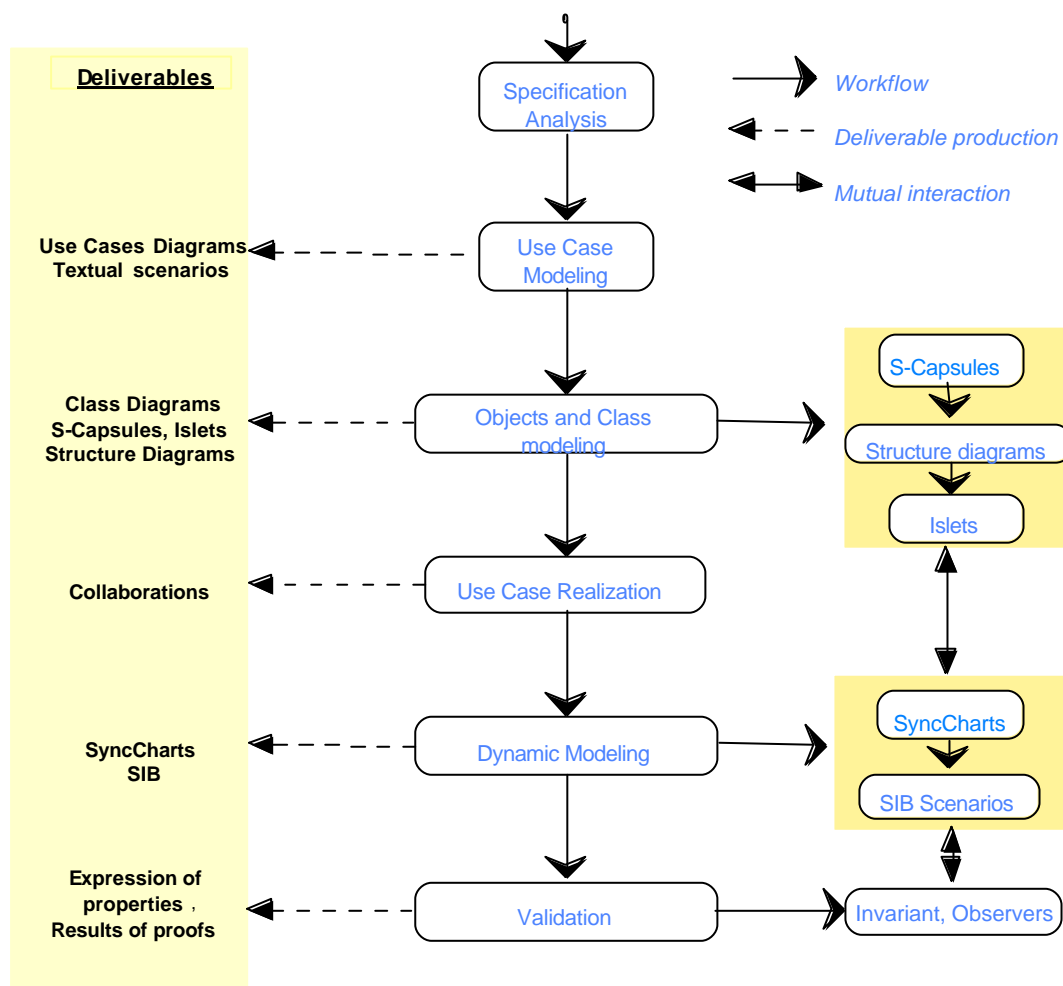 Deliverables
Specification
Analysis
Workflow
Deliverable production
Mutual interaction
Use Cases Diagrams
Textual scenarios
Use Case
Modeling
Class Diagrams
S-Capsules, Islets
Structure Diagrams
Objects and Class
modeling
S-Capsules
Structure diagrams
Islets
Collaborations
Use Case Realization
SyncCharts
SIB
Dynamic Modeling
SyncCharts
SIB Scenarios
Expression of
properties ,
Results of proofs
Validation
Invariant, Observers